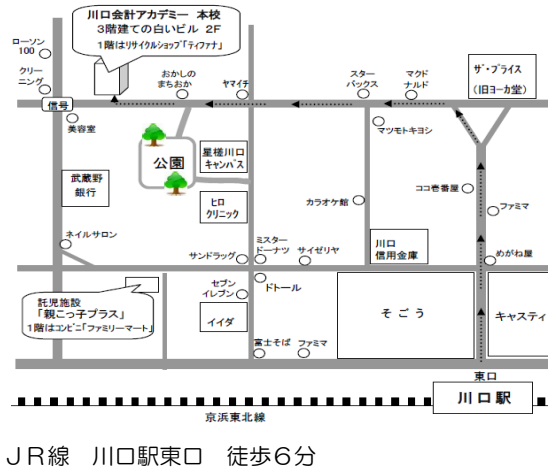 川口会計アカデミー 本校
3階建ての白いビル 2F
1階はリサイクルショップ「ティファナ」
ローソン
100
クリー
ニング
信号
美容室
おかしの
まちおか
ヤマイチ
スター
バックス
マクド
ナルド
ザ・プライス
(旧ヨーカ堂)
マツモトキヨシ
公園
星槎川口
キャンパス
武蔵野
銀行
ヒロ
クリニック
カラオケ館
ココ壱番屋
ファミマ
ネイルサロン
サンドラッグ
ミスター
ドーナツ
サイゼリヤ
川口
信用金庫
めがね屋
託児施設
「親こっ子プラス」
1階はコンビニ「ファミリーマート」
セブン
イレブン
ドトール
イイダ
そごう
キャスティ
富士そば
ファミマ
東口
川口駅
京浜東北線
JR線 川口駅東口 徒歩6分